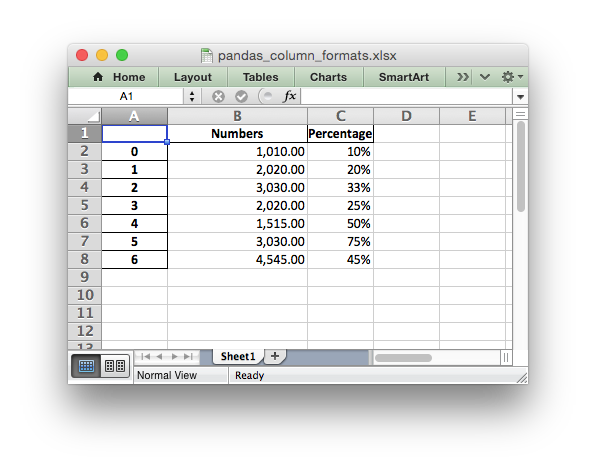 pandas_column_formats.xlsx
Home Layout Tables Charts SmartArt
A1 fx
A B C D E
1 Numbers Percentage
2 0 1,010.00 10%
3 1 2,020.00 20%
4 2 3,030.00 33%
5 3 2,020.00 25%
6 4 1,515.00 50%
7 5 3,030.00 75%
8 6 4,545.00 45%
9
10
11
12
13
Sheet1
Normal View Ready